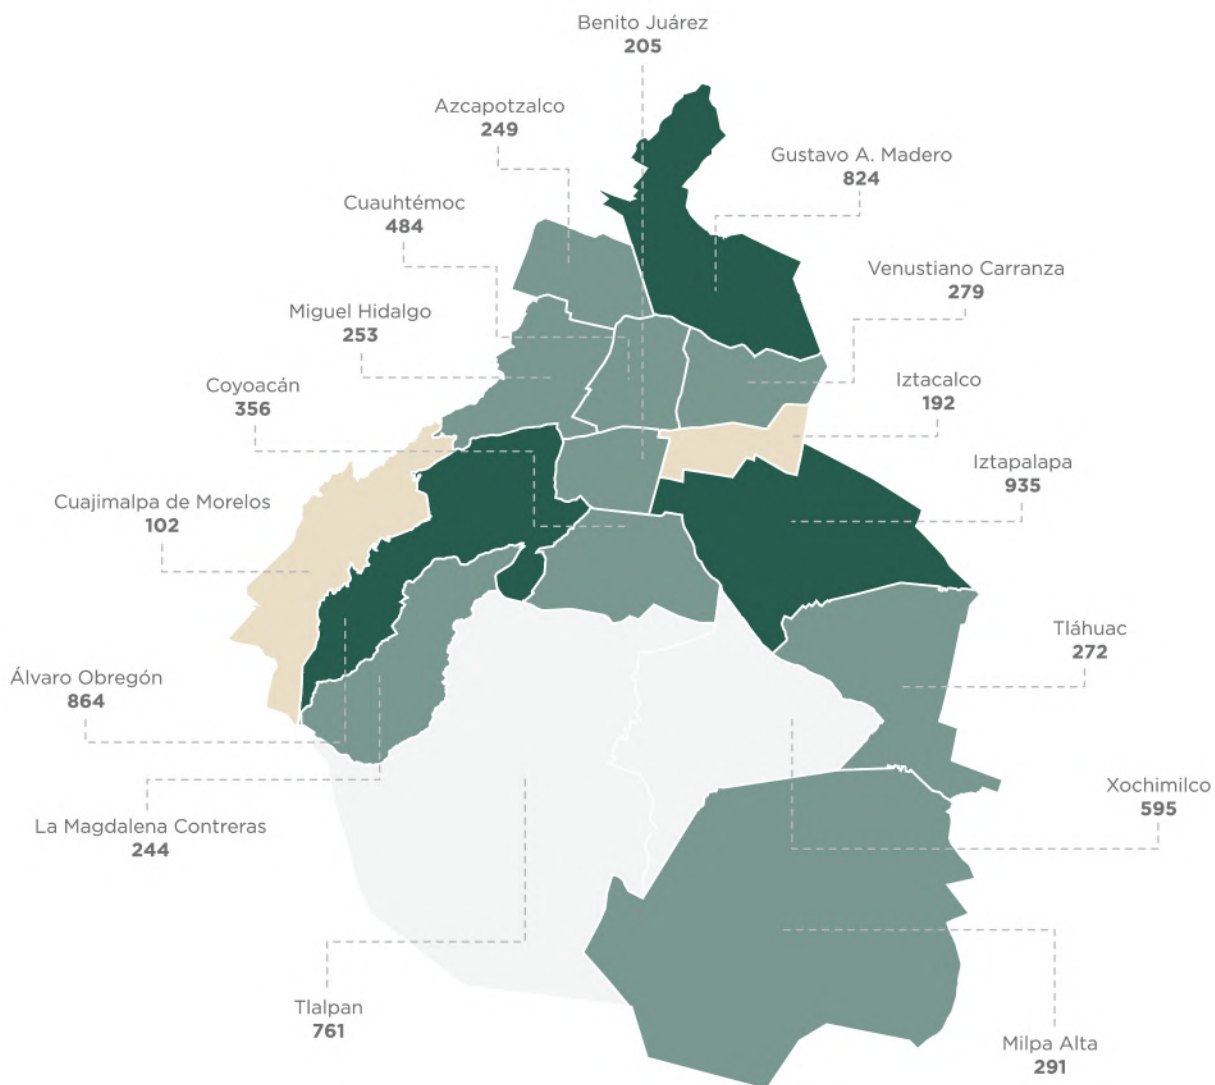 Benito Juárez
205
Azcapotzalco
249
Gustavo A. Madero
824
Cuauhtémoc
484
Venustiano Carranza
279
Miguel Hidalgo
253
Coyoacán
356
Iztacalco
192
Iztapalapa
935
Cuajimalpa de Morelos
102
Tláhuac
272
Álvaro Obregón
864
Xochimilco
595
La Magdalena Contreras
244
Tlalpan
761
Milpa Alta
291